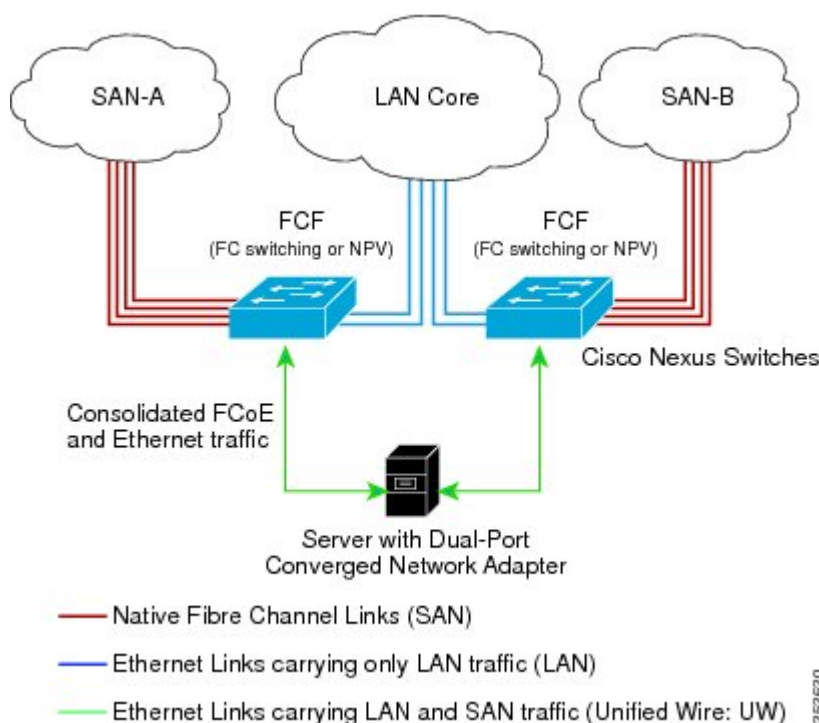 SAN-A
LAN Core
SAN-B
FCF
(FC switching or NPV)
FCF
(FC switching or NPV)
Cisco Nexus Switches
Consolidated FCoE
and Ethernet traffic
Server with Dual-Port
Converged Network Adapter
Native Fibre Channel Links (SAN)
Ethernet Links carrying only LAN traffic (LAN)
Ethernet Links carrying LAN and SAN traffic (Unified Wire: UW)